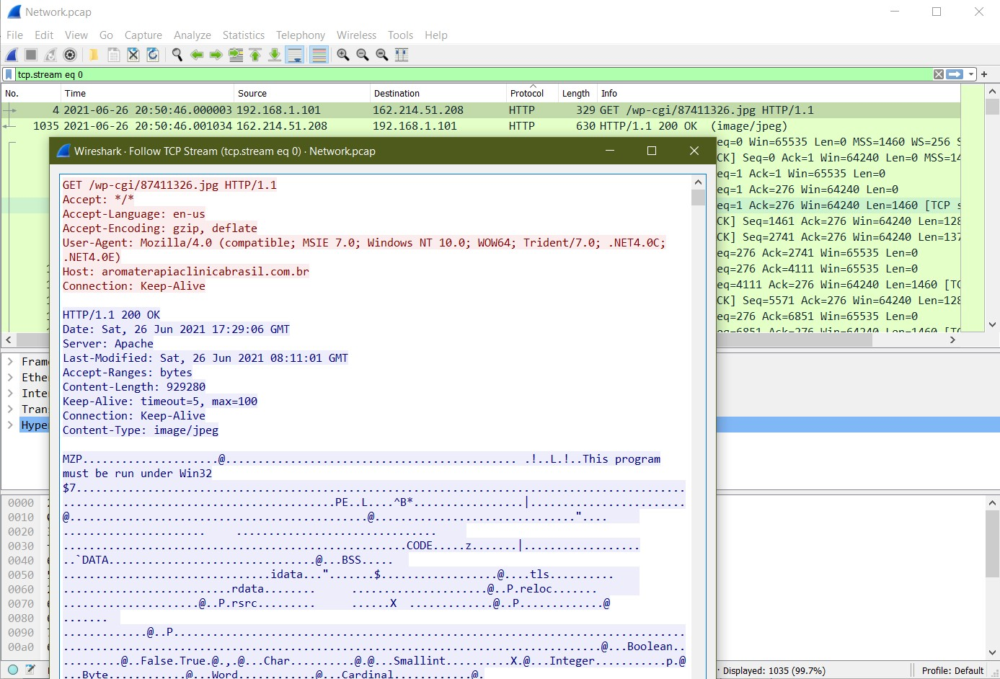 Network.pcap
File Edit View Go Capture Analyze Statistics Telephony Wireless Tools Help
tcp.stream eq 0
No. Time Source Destination Protocol Length Info
4 2021-06-26 20:50:46.000003 192.168.1.101 162.214.51.208 HTTP 329 GET /wp-cgi/87411326.jpg HTTP/1.1
1035 2021-06-26 20:50:46.001034 162.214.51.208 192.168.1.101 HTTP 630 HTTP/1.1 200 OK (image/jpeg)
eq=0 Win=65535 Len=0 MSS=1460 WS=256 S
CK] Seq=0 Ack=1 Win=64240 Len=0 MSS=14
eq=1 Ack=1 Win=65535 Len=0
eq=1 Ack=276 Win=64240 Len=0
eq=1 Ack=276 Win=64240 Len=1460 [TCP s
CK] Seq=1461 Ack=276 Win=64240 Len=128
CK] Seq=2741 Ack=276 Win=64240 Len=137
eq=276 Ack=2741 Win=65535 Len=0
eq=276 Ack=4111 Win=65535 Len=0
eq=4111 Ack=276 Win=64240 Len=1460 [TC
CK] Seq=5571 Ack=276 Win=64240 Len=128
eq=276 Ack=6851 Win=65535 Len=0
eq=6851 Ack=276 Win=64240 Len=1460 [TC
Wireshark · Follow TCP Stream (tcp.stream eq 0) · Network.pcap
GET /wp-cgi/87411326.jpg HTTP/1.1
Accept: */*
Accept-Language: en-us
Accept-Encoding: gzip, deflate
User-Agent: Mozilla/4.0 (compatible; MSIE 7.0; Windows NT 10.0; WOW64; Trident/7.0; .NET4.0C;
.NET4.0E)
Host: aromaterapiaclinicabrasil.com.br
Connection: Keep-Alive
HTTP/1.1 200 OK
Date: Sat, 26 Jun 2021 17:29:06 GMT
Server: Apache
Last-Modified: Sat, 26 Jun 2021 08:11:01 GMT
Accept-Ranges: bytes
Content-Length: 929280
Keep-Alive: timeout=5, max=100
Connection: Keep-Alive
Content-Type: image/jpeg
MZP.....................@............................................. .!..L.!..This program
must be run under Win32
$7..............................................................................................
..........................................PE..L....^B*.................|........................
@..............................................@..............................."....
...................... ...............................
.....................................................CODE.....z.......|..................
..`DATA................................@...BSS.....
................................idata...".......$..................@....tls..........
..........................rdata........ .....................@..P.reloc.......
.....................@..P.rsrc......... ......X .............@..P.............@
.......
.............@..P...............................................................................
...................................................................................@...Boolean..
.........@..False.True.@.,.@...Char..........@.@...Smallint..........X.@...Integer...........p.@
...Byte............@...Word............@...Cardinal............@.
Frame
Ether
Inter
Trans
Hyper
0000
0010
0020
0030
0040
0050
0060
0070
0080
0090
00a0
Displayed: 1035 (99.7%)
Profile: Default